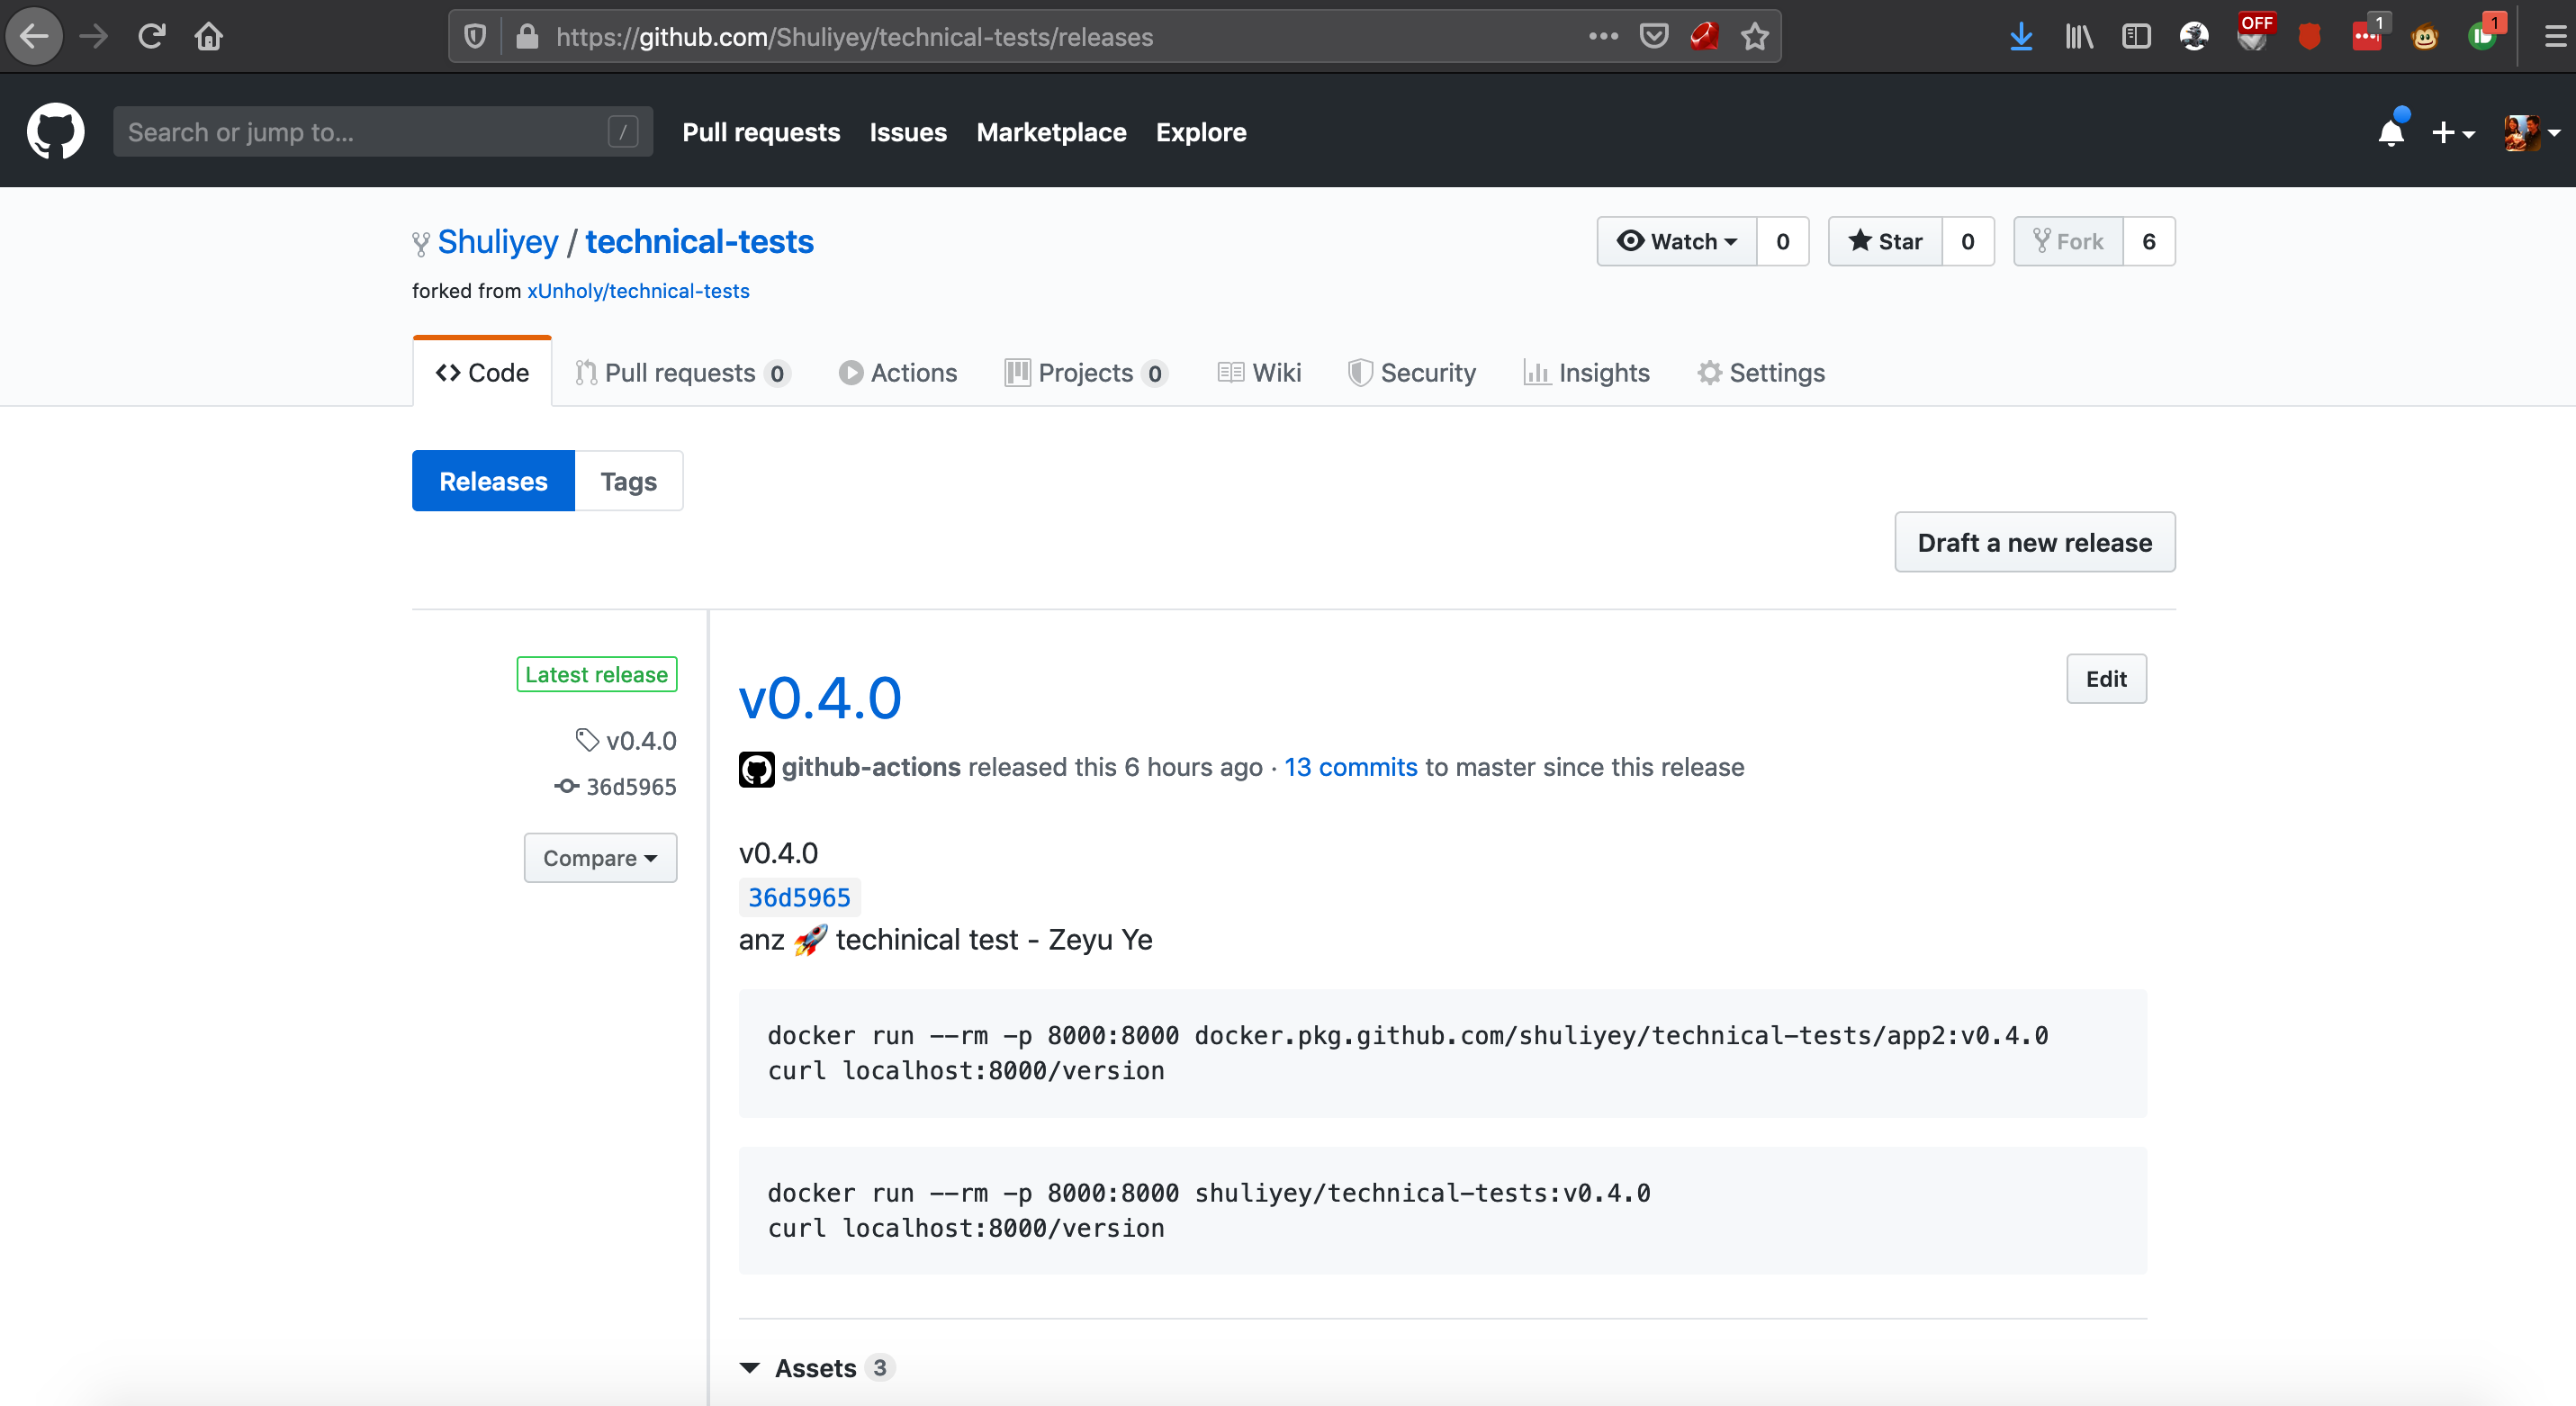 https://github.com/Shuliyey/technical-tests/releases
OFF
1
1
Search or jump to...
/
Pull requests
Issues
Marketplace
Explore
Shuliyey / technical-tests
Watch
0
Star
0
Fork
6
forked from xUnholy/technical-tests
Code
Pull requests 0
Actions
Projects 0
Wiki
Security
Insights
Settings
Releases
Tags
Draft a new release
Latest release
v0.4.0
36d5965
Compare
v0.4.0
Edit
github-actions released this 6 hours ago · 13 commits to master since this release
v0.4.0
36d5965
anz 🚀 techinical test - Zeyu Ye
docker run --rm -p 8000:8000 docker.pkg.github.com/shuliyey/technical-tests/app2:v0.4.0
curl localhost:8000/version
docker run --rm -p 8000:8000 shuliyey/technical-tests:v0.4.0
curl localhost:8000/version
Assets 3